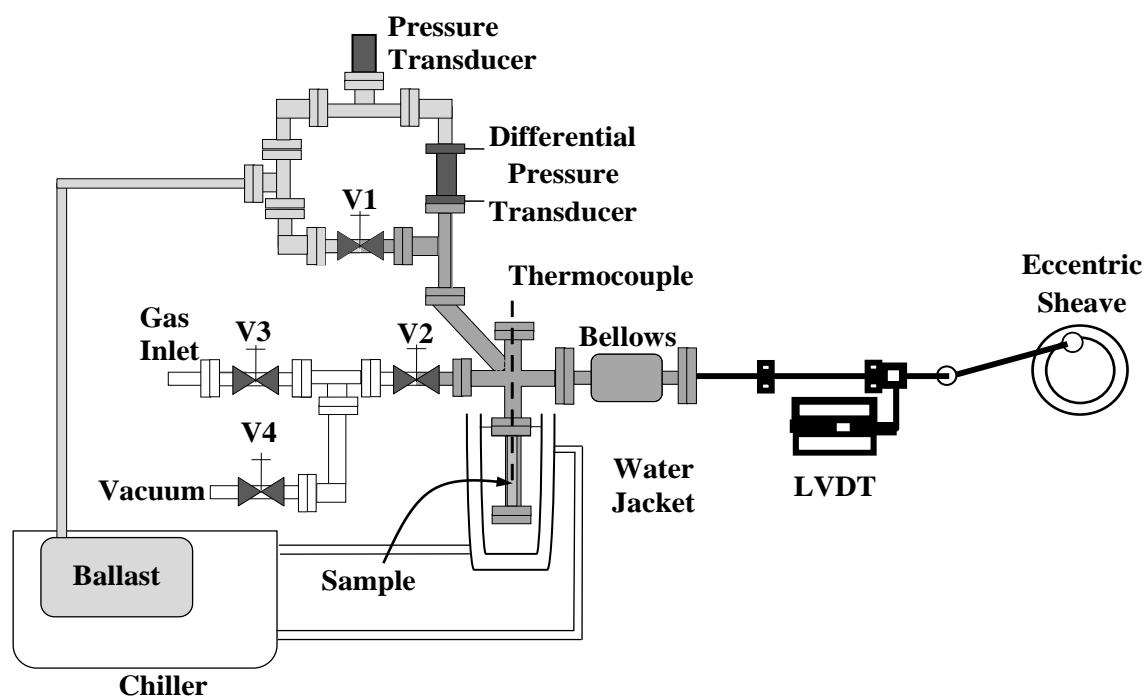 Pressure
Transducer
Differential
Pressure
Transducer
V1
Thermocouple
Eccentric
Sheave
Gas
Inlet
V3
V2
Bellows
V4
Vacuum
Water
Jacket
LVDT
Ballast
Sample
Chiller